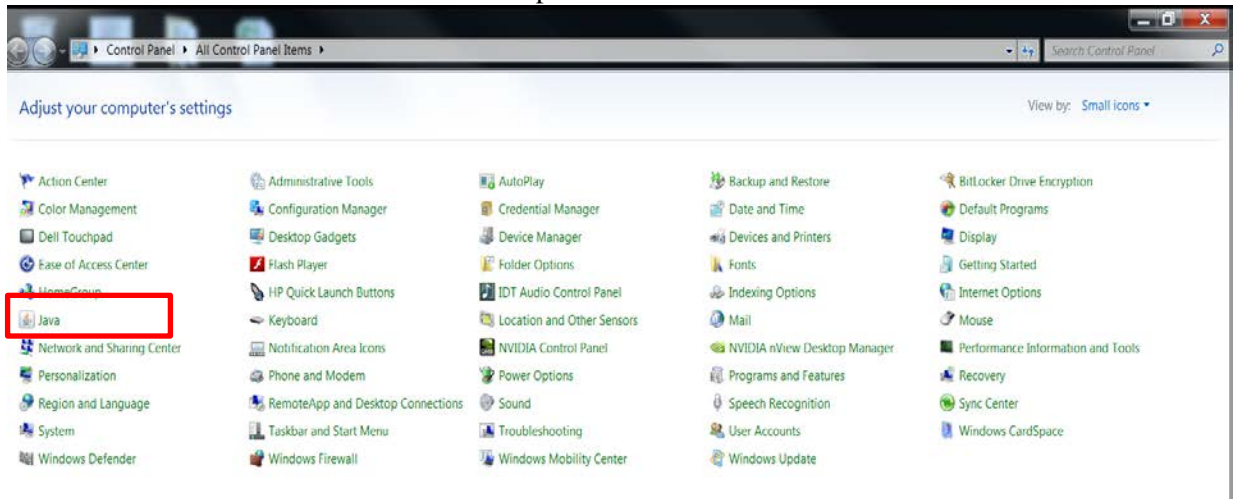 Control Panel ▸ All Control Panel Items ▸ Search Control Panel
Adjust your computer's settings View by: Small icons
Action Center Administrative Tools AutoPlay Backup and Restore BitLocker Drive Encryption
Color Management Configuration Manager Credential Manager Date and Time Default Programs
Dell Touchpad Desktop Gadgets Device Manager Devices and Printers Display
Ease of Access Center Flash Player Folder Options Fonts Getting Started
HomeGroup HP Quick Launch Buttons IDT Audio Control Panel Indexing Options Internet Options
Java Keyboard Location and Other Sensors Mail Mouse
Network and Sharing Center Notification Area Icons NVIDIA Control Panel NVIDIA nView Desktop Manager Performance Information and Tools
Personalization Phone and Modem Power Options Programs and Features Recovery
Region and Language RemoteApp and Desktop Connections Sound Speech Recognition Sync Center
System Taskbar and Start Menu Troubleshooting User Accounts Windows CardSpace
Windows Defender Windows Firewall Windows Mobility Center Windows Update